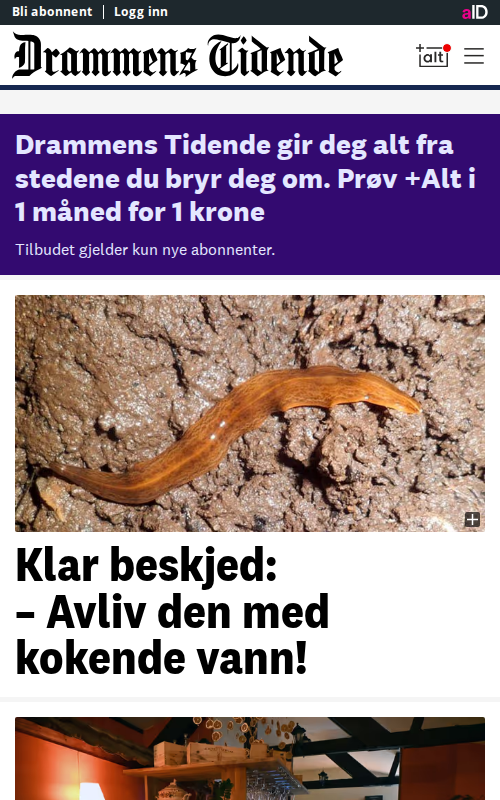 Bli abonnent | Logg inn
aID
Drammens Tidende
+alt
Drammens Tidende gir deg alt fra
stedene du bryr deg om. Prøv +Alt i
1 måned for 1 krone
Tilbudet gjelder kun nye abonnenter.
Klar beskjed:
– Avliv den med
kokende vann!